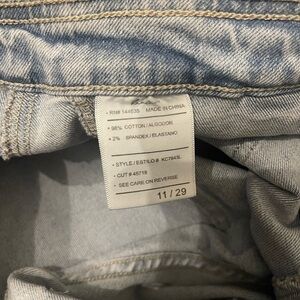 • RN# 144635 MADE IN CHINA
• 98% COTTON / ALGODON
• 2% SPANDEX / ELASTANO
• STYLE / ESTILO # KC7943L
• CUT # 45719
• SEE CARE ON REVERSE
11 / 29